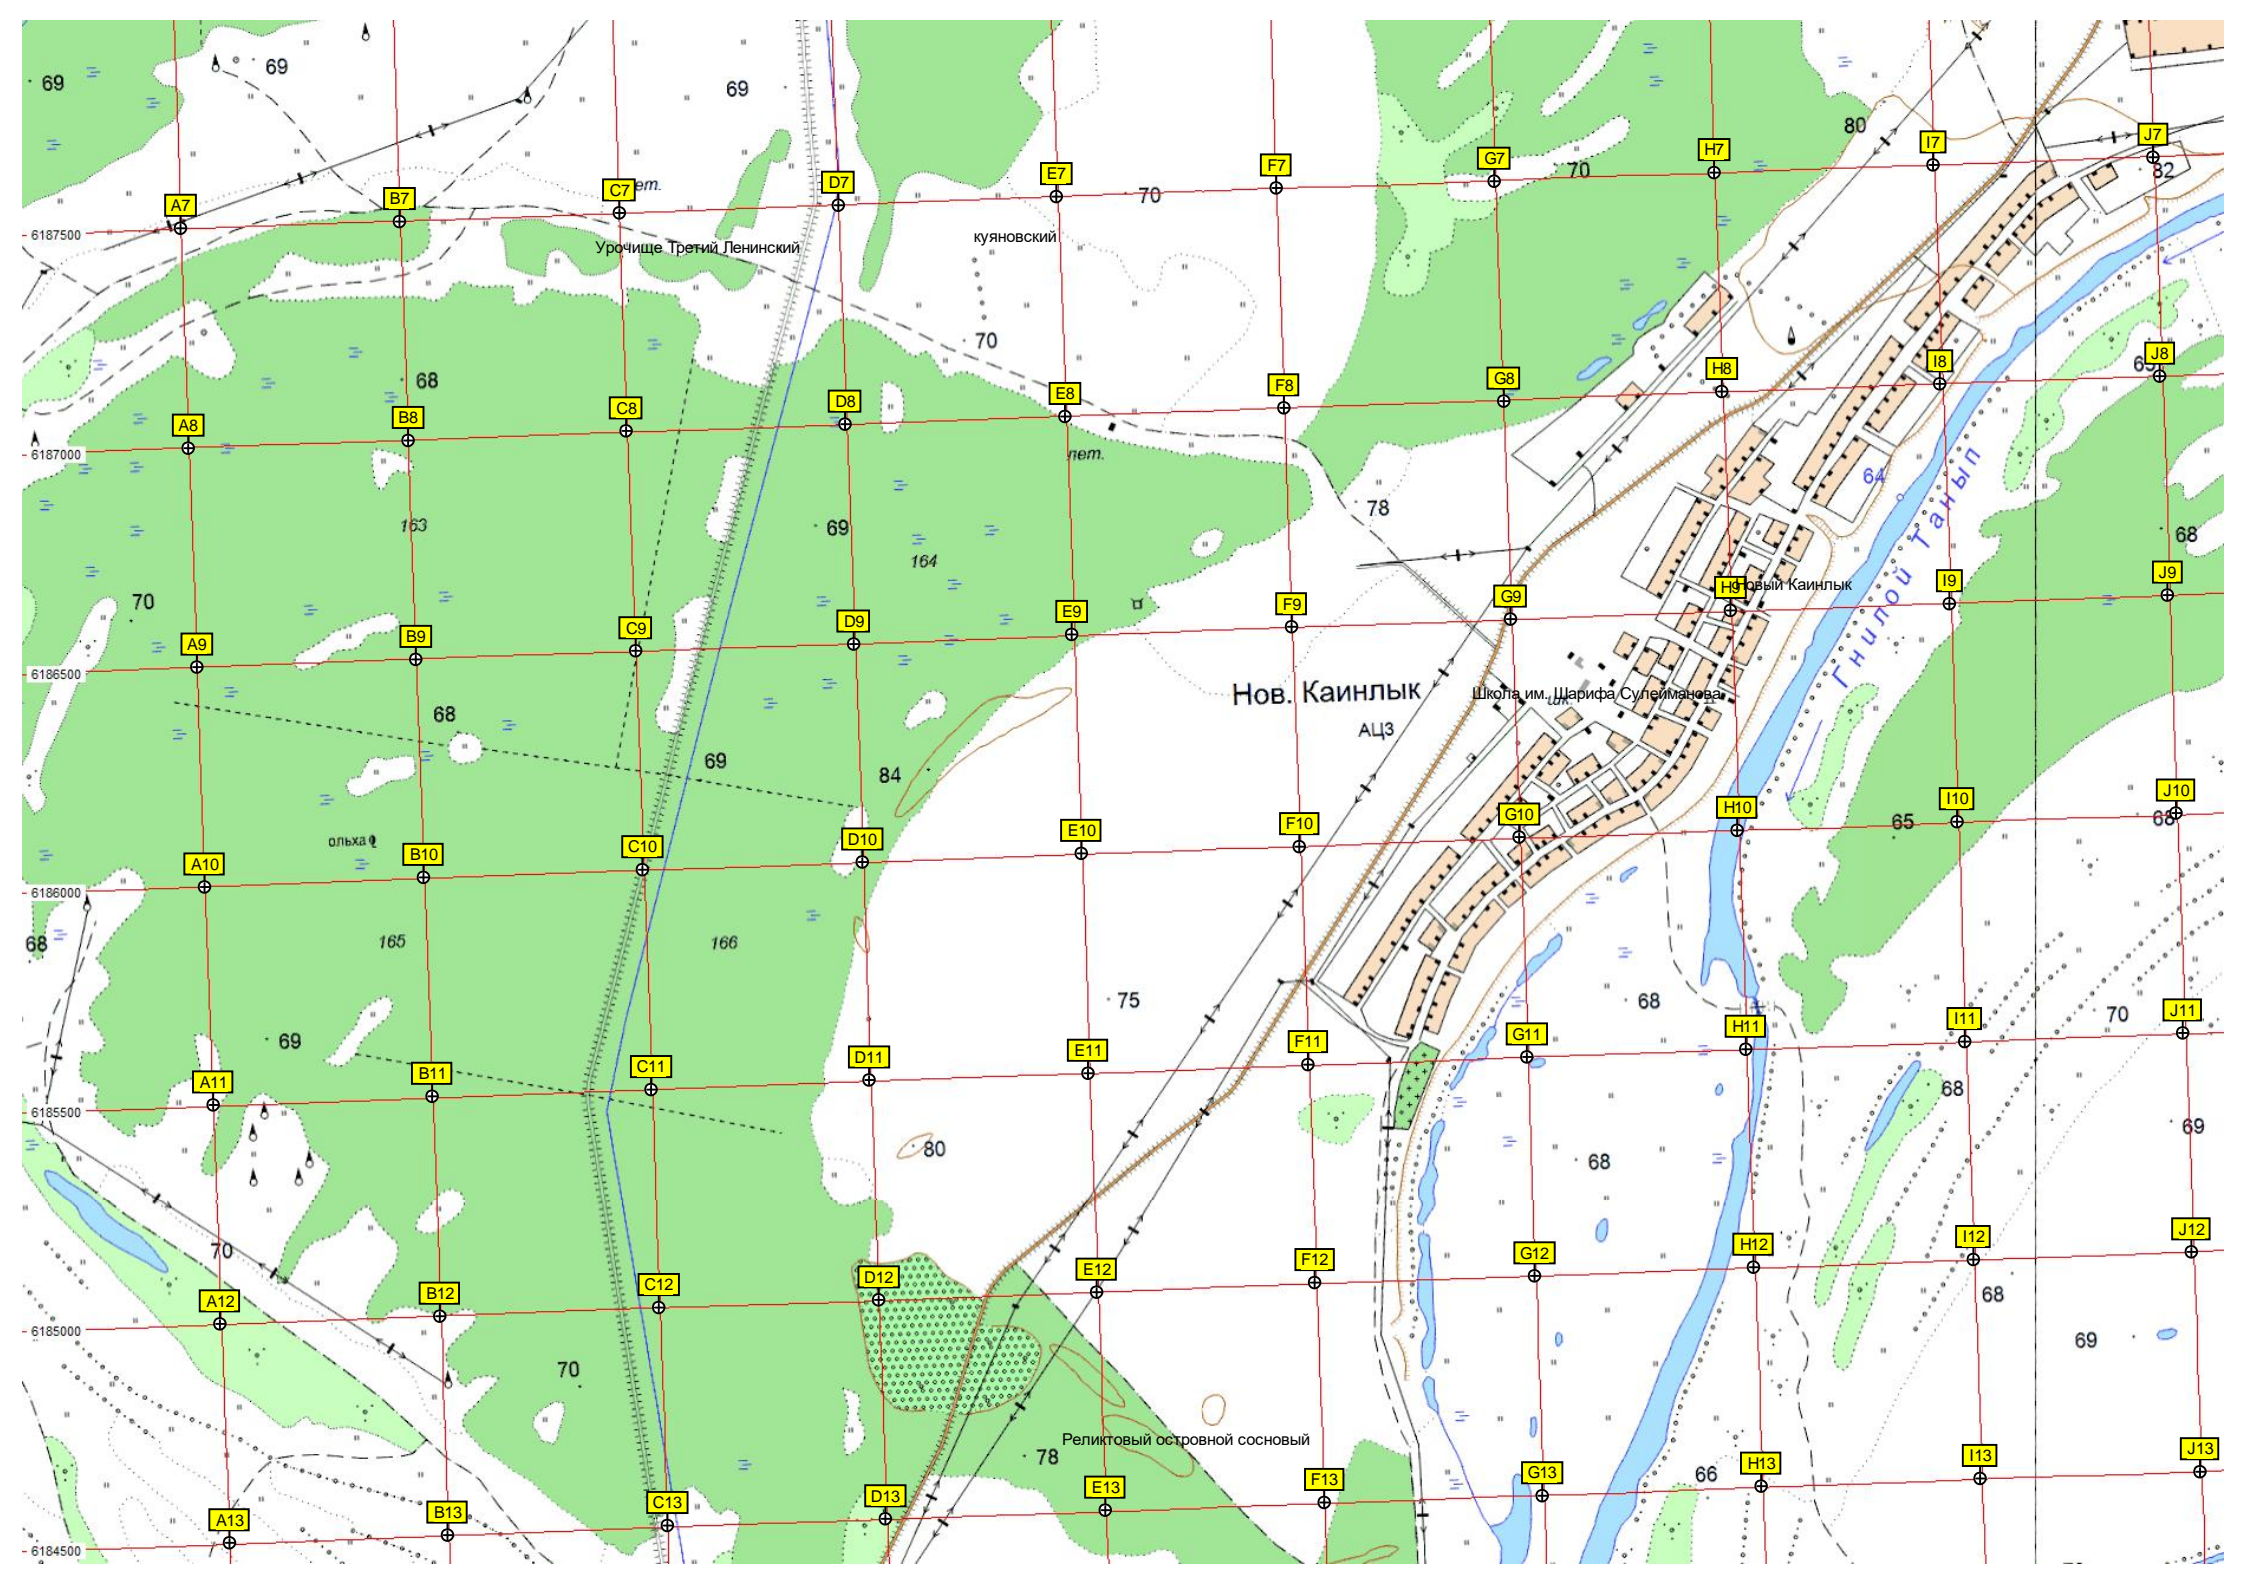 69
69
69
80
A7
B7
C7
ет.
D7
E7
70
F7
G7
70
H7
I7
J7
82
6187500
Урочище Третий Ленинский
куяновский
68
70
A8
B8
C8
D8
E8
F8
G8
H8
I8
J8
6187000
лет.
163
69
164
78
64
68
Гнилой Танып
70
A9
B9
C9
D9
E9
F9
G9
H9
Новый Каинлык
I9
J9
6186500
68
69
84
Нов. Каинлык
АЦЗ
Школа им. Шарифа Сулейманова
шк.
ольха
A10
B10
C10
D10
E10
F10
G10
H10
I10
65
J10
68
6186000
68
165
166
75
68
70
69
A11
B11
C11
D11
E11
F11
G11
H11
I11
J11
6185500
68
80
68
69
70
A12
B12
C12
D12
E12
F12
G12
H12
I12
J12
6185000
68
69
70
Реликтовый островной сосновый
78
66
A13
B13
C13
D13
E13
F13
G13
H13
I13
J13
6184500